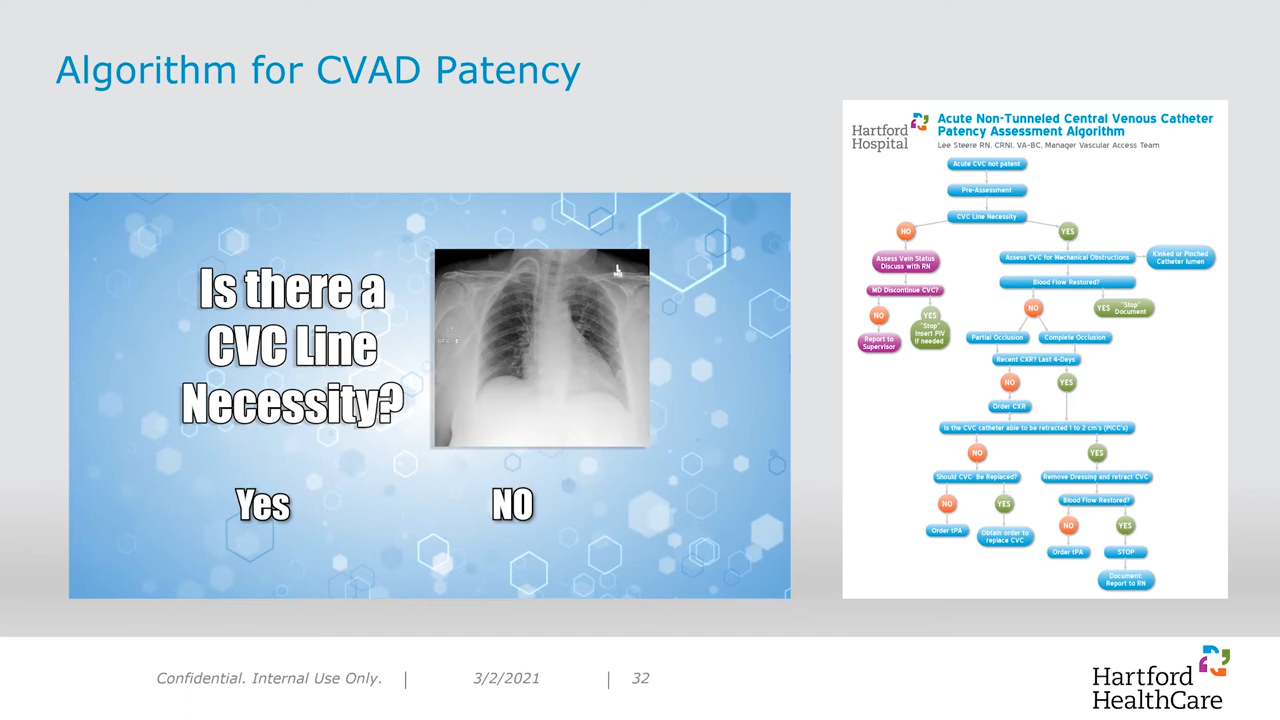 Algorithm for CVAD Patency
Is there a
CVC Line
Necessity?
Yes
NO
L
Hartford
Hospital
Acute Non-Tunneled Central Venous Catheter
Patency Assessment Algorithm
Lee Steere RN, CRNI, VA-BC, Manager Vascular Access Team
Acute CVC not patent
Pre-Assessment
CVC Line Necessity
NO
YES
Assess Vein Status
Discuss with RN
Assess CVC for Mechanical Obstructions
Kinked or Pinched
Catheter lumen
MD Discontinue CVC?
Blood Flow Restored?
NO
YES
"Stop"
Insert PIV
if needed
Report to
Supervisor
NO
YES
"Stop"
Document
Partial Occlusion
Complete Occlusion
Recent CXR? Last 4-Days
NO
YES
Order CXR
Is the CVC catheter able to be retracted 1 to 2 cm's (PICC's)
NO
YES
Should CVC Be Replaced?
Remove Dressing and retract CVC
NO
YES
Blood Flow Restored?
Order tPA
Obtain order to
replace CVC
NO
YES
Order tPA
STOP
Document:
Report to RN
Confidential. Internal Use Only.
3/2/2021
32
Hartford
HealthCare